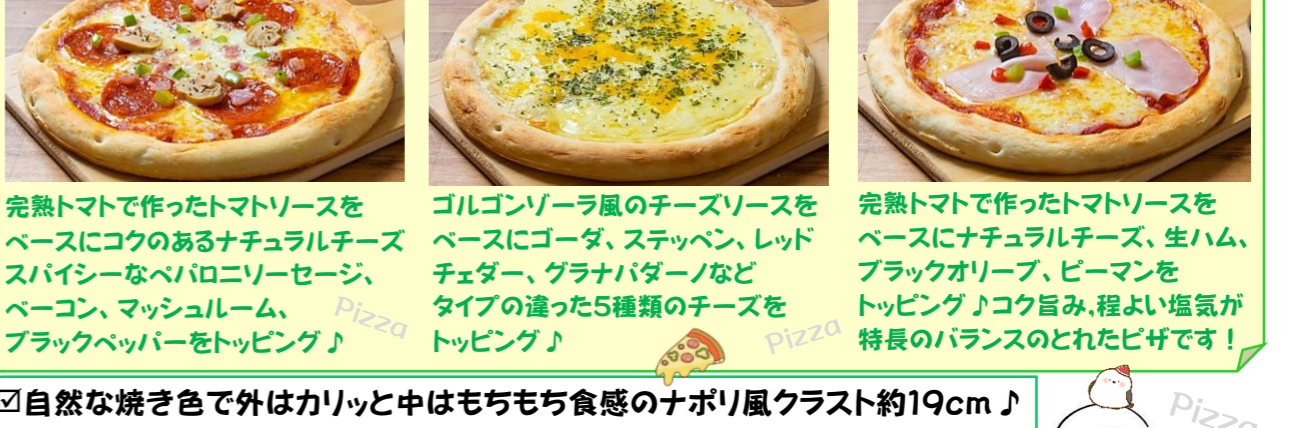 完熟トマトで作ったトマトソースを
ベースにコクのあるナチュラルチーズ
スパイシーなペパロニソーセージ、
ベーコン、マッシュルーム、
ブラックペッパーをトッピング♪
Pizza
ゴルゴンゾーラ風のチーズソースを
ベースにゴーダ、ステッペン、レッド
チェダー、グラナパダーノなど
タイプの違った5種類のチーズを
トッピング♪
Pizza
完熟トマトで作ったトマトソースを
ベースにナチュラルチーズ、生ハム、
ブラックオリーブ、ピーマンを
トッピング♪コク旨み,程よい塩気が
特長のバランスのとれたピザです!
☑自然な焼き色で外はカリッと中はもちもち食感のナポリ風クラスト約19cm♪
Pizza